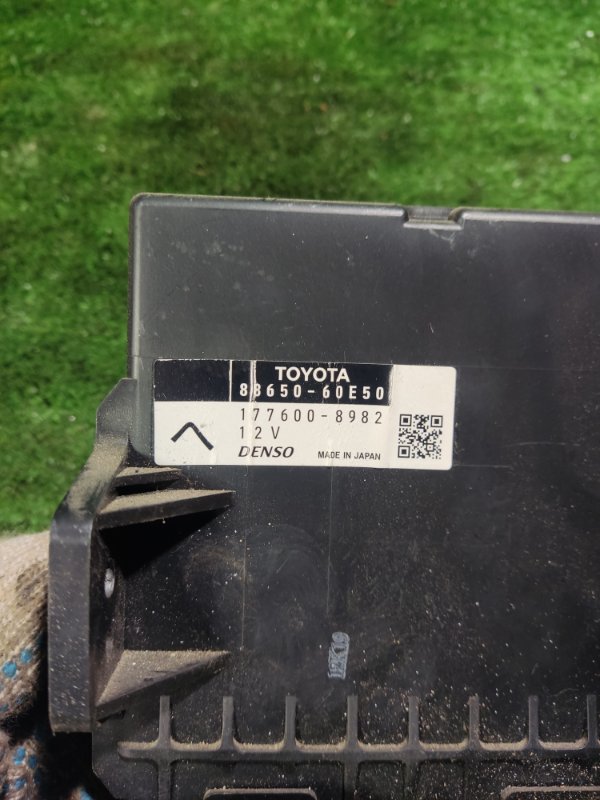 TOYOTA
88650-60E50
177600-8982
12V
DENSO MADE IN JAPAN